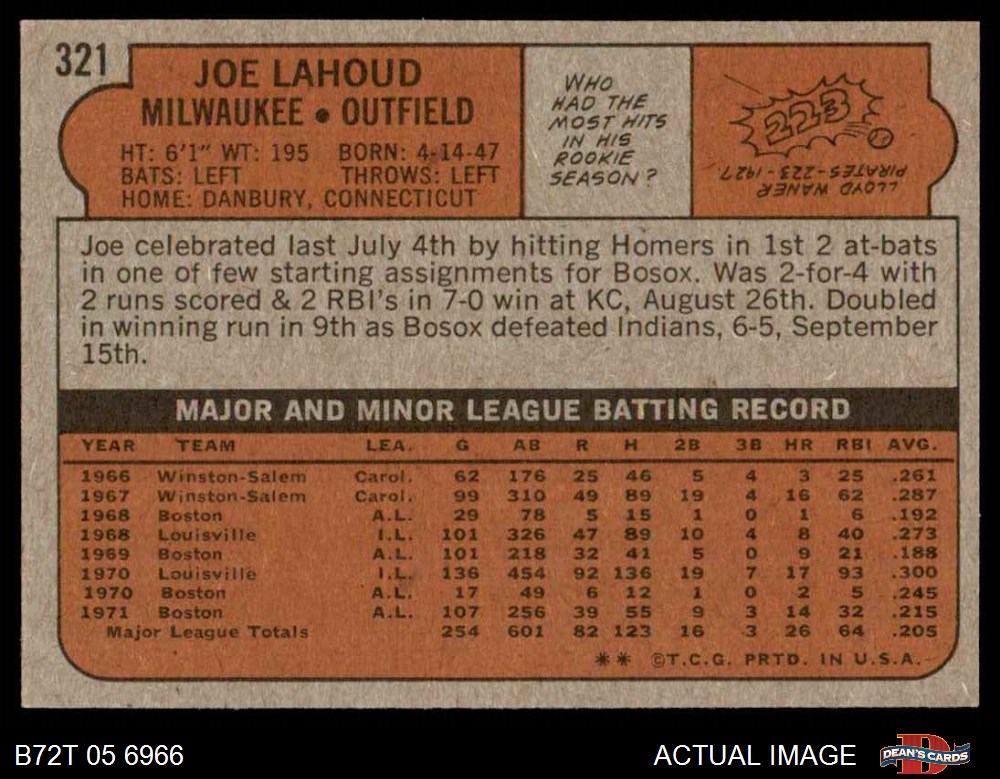 321
JOE LAHOUD
MILWAUKEE • OUTFIELD
HT: 6'1" WT: 195 BORN: 4-14-47
BATS: LEFT THROWS: LEFT
HOME: DANBURY, CONNECTICUT
WHO
HAD THE
MOST HITS
IN HIS
ROOKIE
SEASON?
223
LLOYD WANER
PIRATES-223-1927
Joe celebrated last July 4th by hitting Homers in 1st 2 at-bats
in one of few starting assignments for Bosox. Was 2-for-4 with
2 runs scored & 2 RBI's in 7-0 win at KC, August 26th. Doubled
in winning run in 9th as Bosox defeated Indians, 6-5, September
15th.
MAJOR AND MINOR LEAGUE BATTING RECORD
YEAR TEAM LEA. G AB R H 2B 3B HR RBI AVG.
1966 Winston-Salem Carol. 62 176 25 46 5 4 3 25 .261
1967 Winston-Salem Carol. 99 310 49 89 19 4 16 62 .287
1968 Boston A.L. 29 78 5 15 1 0 1 6 .192
1968 Louisville I.L. 101 326 47 89 10 4 8 40 .273
1969 Boston A.L. 101 218 32 41 5 0 9 21 .188
1970 Louisville I.L. 136 454 92 136 19 7 17 93 .300
1970 Boston A.L. 17 49 6 12 1 0 2 5 .245
1971 Boston A.L. 107 256 39 55 9 3 14 32 .215
Major League Totals 254 601 82 123 16 3 26 64 .205
** ©T.C.G. PRTD. IN U.S.A.
B72T 05 6966
ACTUAL IMAGE
D
DEAN'S CARDS